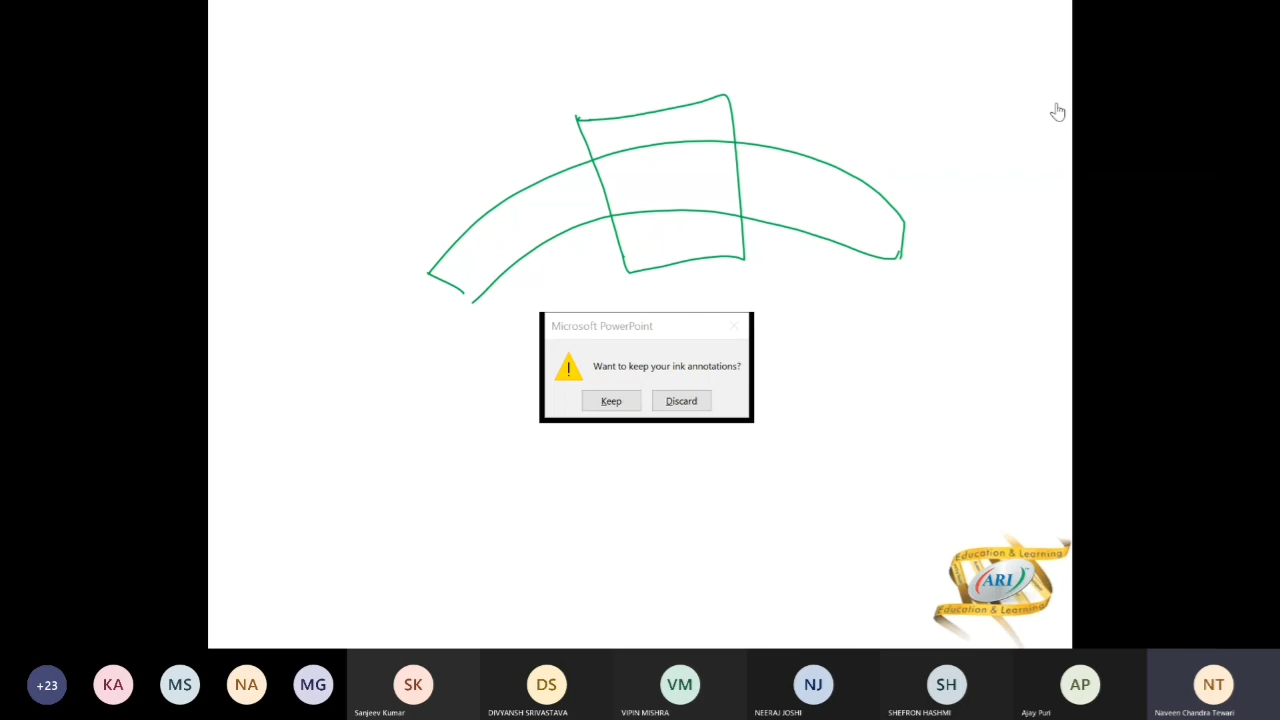 Microsoft PowerPoint
Want to keep your ink annotations?
Keep
Discard
Education & Learning
ARI
Education & Learning
+23
KA
MS
NA
MG
SK
DS
VM
NJ
SH
AP
NT
Sanjeev Kumar
DIVYANSH SRIVASTAVA
VIPIN MISHRA
NEERAJ JOSHI
SHEFRON HASHMI
Ajay Puri
Naveen Chandra Tewari